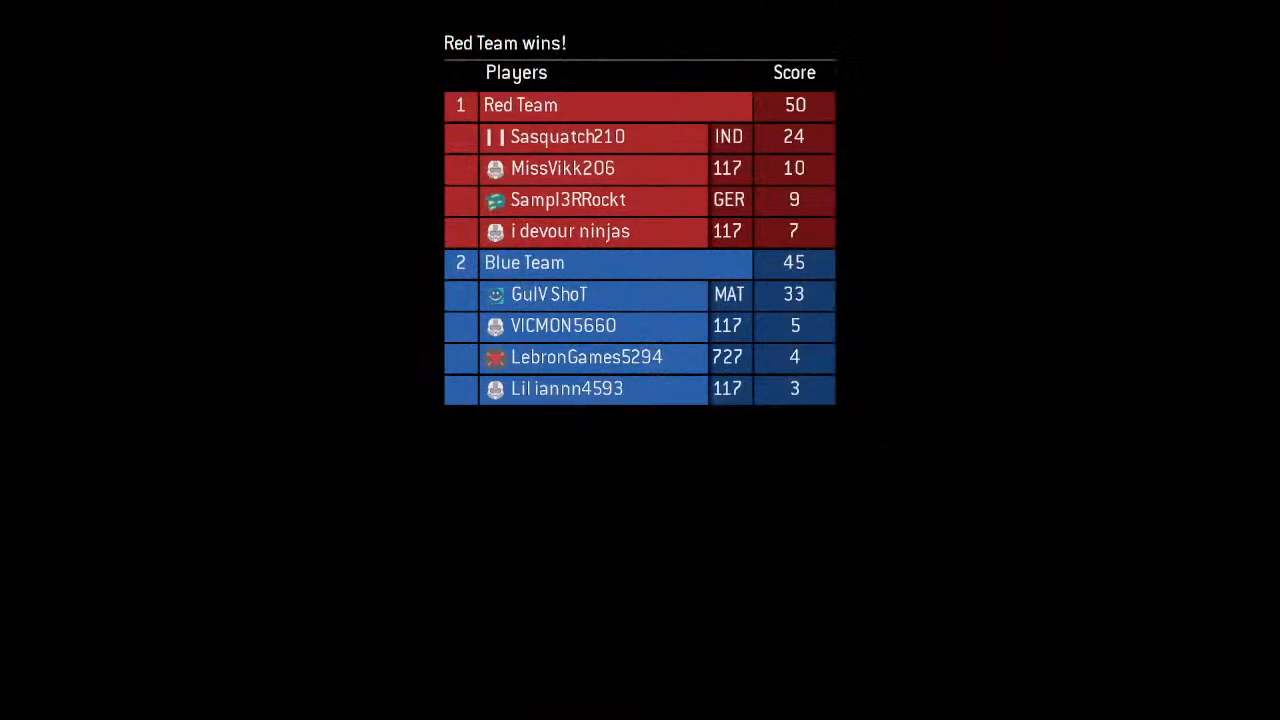 Red Team wins!
Players Score
1 Red Team 50
Sasquatch210 IND 24
MissVikk206 117 10
Sampl3RRockt GER 9
i devour ninjas 117 7
2 Blue Team 45
GulV ShoT MAT 33
VICMON5660 117 5
LebronGames5294 727 4
Liliannn4593 117 3